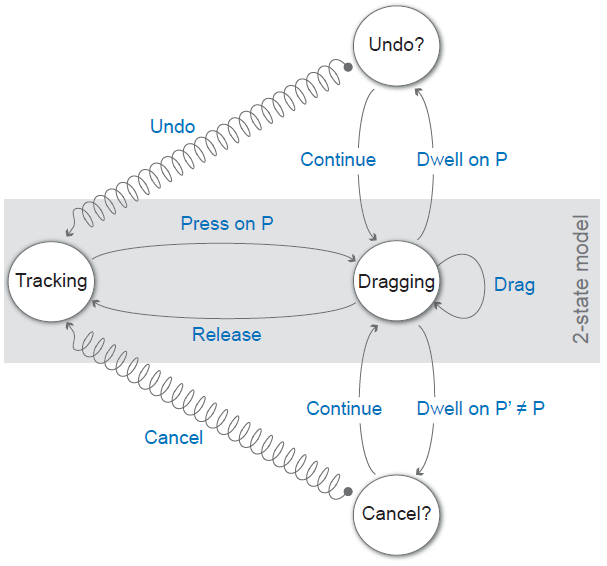 Undo?
Undo
Continue
Dwell on P
Press on P
2-state model
Tracking
Dragging
Drag
Release
Continue
Dwell on P' ≠ P
Cancel
Cancel?